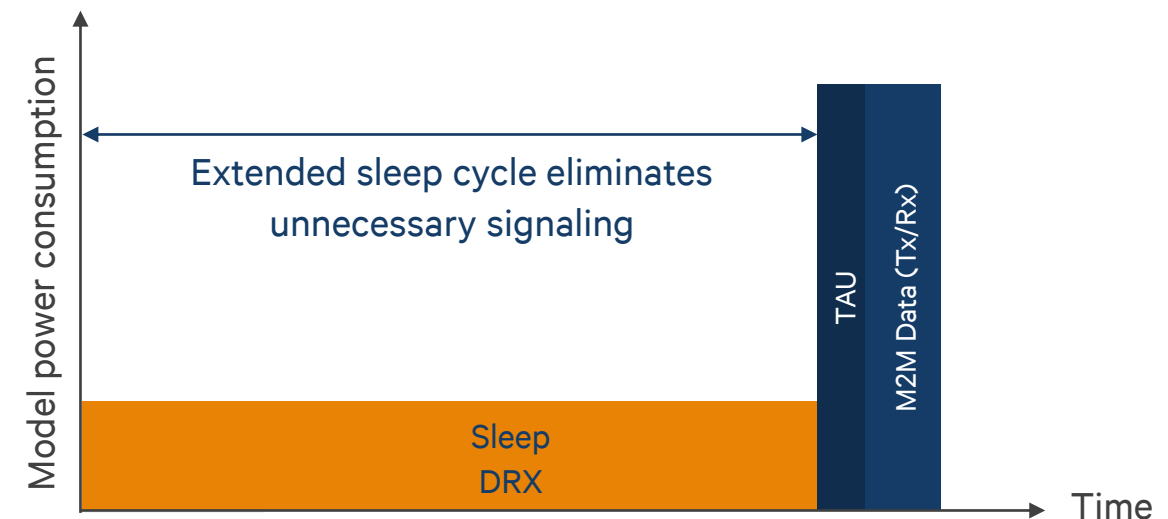 Model power consumption
Extended sleep cycle eliminates
unnecessary signaling
TAU
M2M Data (Tx/Rx)
Sleep
DRX
Time